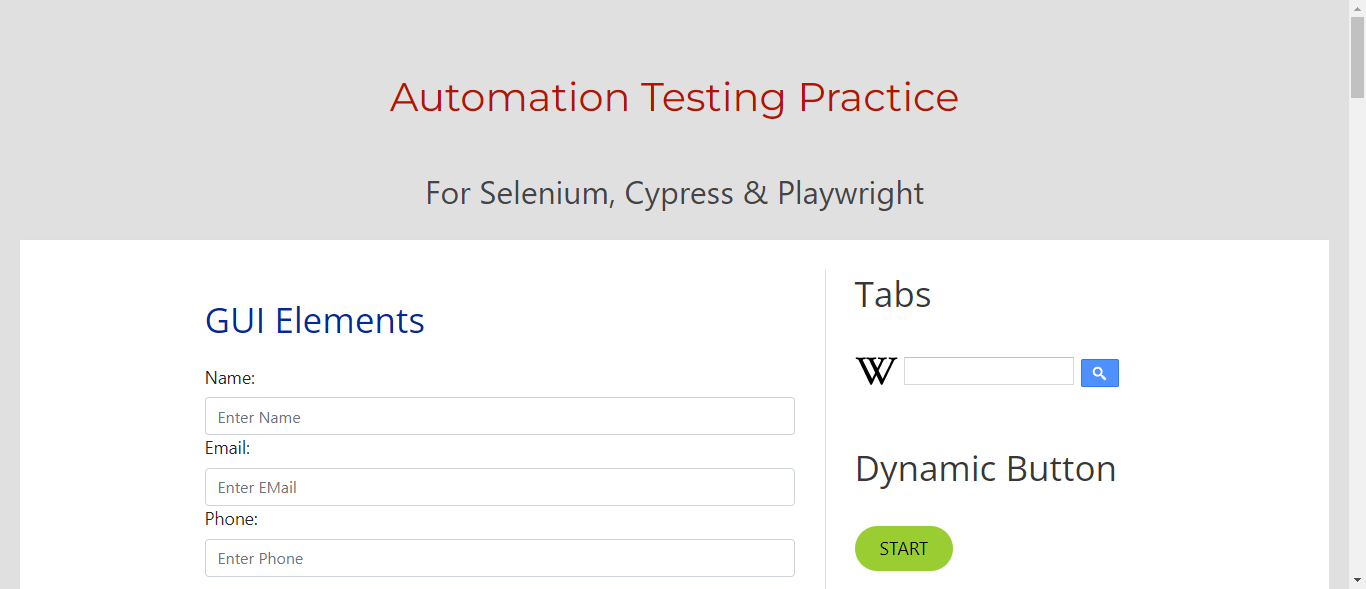 Automation Testing Practice
For Selenium, Cypress & Playwright
GUI Elements
Name:
Enter Name
Email:
Enter EMail
Phone:
Enter Phone
Tabs
W
Dynamic Button
START